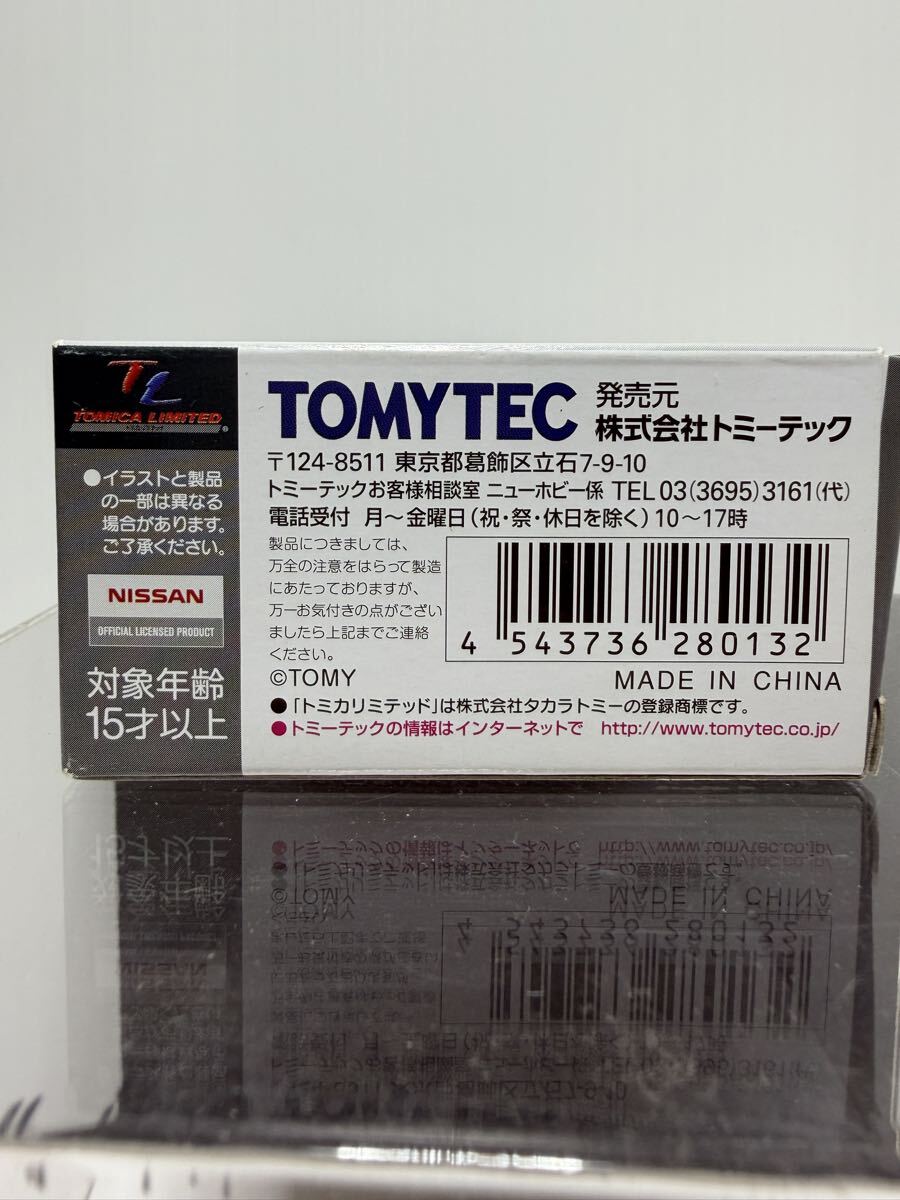 TL
TOMICA LIMITED
®
●イラストと製品
の一部は異なる
場合があります。
ご了承ください。
NISSAN
OFFICIAL LICENSED PRODUCT
対象年齢
15才以上
TOMYTEC
発売元
株式会社トミーテック
〒124-8511 東京都葛飾区立石7-9-10
トミーテックお客様相談室 ニューホビー係 TEL 03(3695)3161(代)
電話受付 月～金曜日(祝・祭・休日を除く)10～17時
製品につきましては、
万全の注意をはらって製造
にあたっておりますが、
万一お気付きの点がござい
ましたら上記までご連絡
ください。
©TOMY
4 543736 280132
MADE IN CHINA
●「トミカリミテッド」は株式会社タカラトミーの登録商標です。
●トミーテックの情報はインターネットで http://www.tomytec.co.jp/